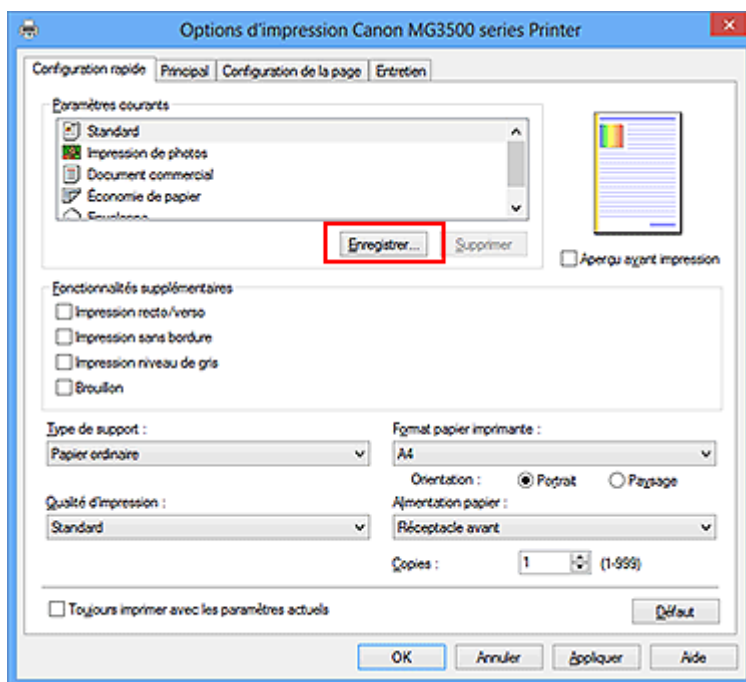 Options d'impression Canon MG3500 series Printer
Configuration rapide Principal Configuration de la page Entretien
Paramètres courants
Standard
Impression de photos
Document commercial
Économie de papier
Enregistrer... Supprimer
Aperçu avant impression
Fonctionnalités supplémentaires
Impression recto/verso
Impression sans bordure
Impression niveau de gris
Brouillon
Type de support :
Papier ordinaire
Format papier imprimante :
A4
Orientation : Portrait Paysage
Qualité d'impression :
Standard
Alimentation papier :
Réceptacle avant
Copies : 1 (1-999)
Toujours imprimer avec les paramètres actuels
Défaut
OK Annuler Appliquer Aide